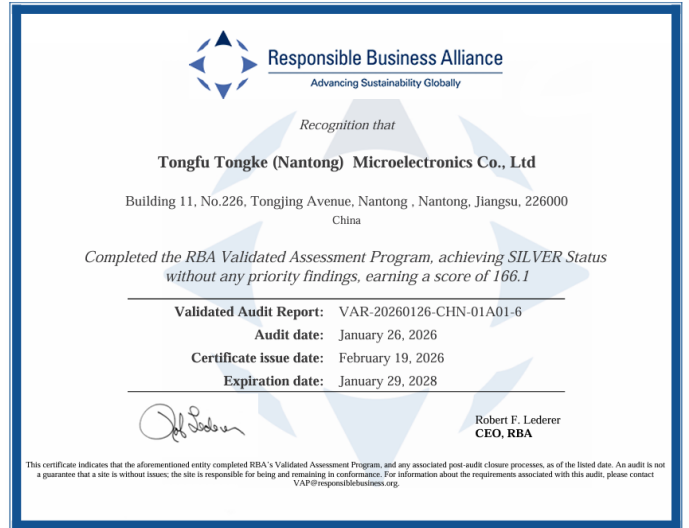 Responsible Business Alliance
Advancing Sustainability Globally
Recognition that
Tongfu Tongke (Nantong) Microelectronics Co., Ltd
Building 11, No.226, Tongjing Avenue, Nantong , Nantong, Jiangsu, 226000
China
Completed the RBA Validated Assessment Program, achieving SILVER Status
without any priority findings, earning a score of 166.1
Validated Audit Report: VAR-20260126-CHN-01A01-6
Audit date: January 26, 2026
Certificate issue date: February 19, 2026
Expiration date: January 29, 2028
Robert F. Lederer
CEO, RBA
This certificate indicates that the aforementioned entity completed RBA`s Validated Assessment Program, and any associated post-audit closure processes, as of the listed date. An audit is not
a guarantee that a site is without issues; the site is responsible for being and remaining in conformance. For information about the requirements associated with this audit, please contact
VAP@responsiblebusiness.org.